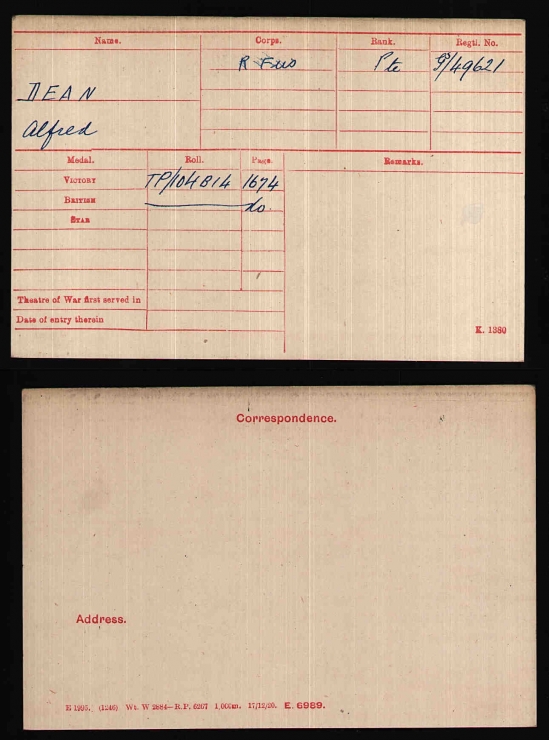 Name. Corps. Rank. Regtl. No.
R Fus Pte GS/49621
DEAN
Alfred
Medal. Roll. Page. Remarks.
VICTORY TP/104B14 1674
BRITISH do
STAR
Theatre of War first served in
Date of entry therein
K. 1380
Correspondence.
Address.
E 1995. (1246) Wt. W 2884—R.P. 6267 1,000m. 17/12/20. E. 6989.